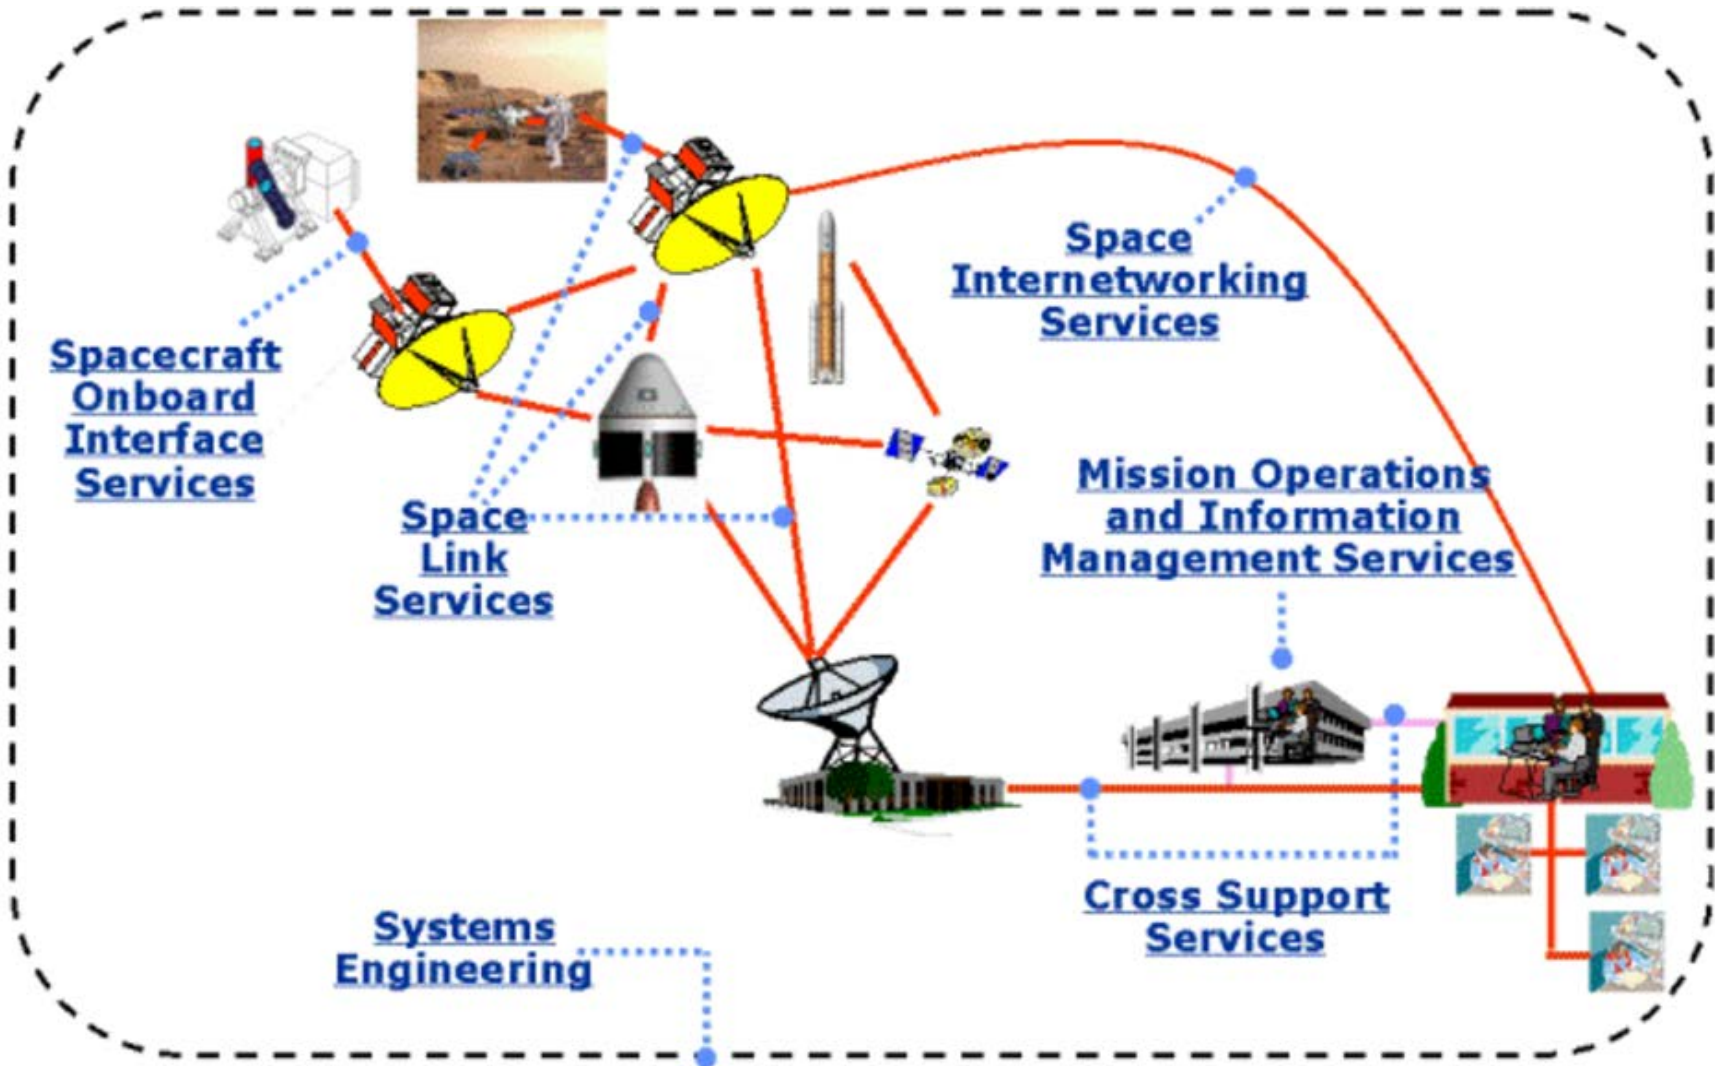 Space
Internetworking
Services
Spacecraft
Onboard
Interface
Services
Mission Operations
and Information
Management Services
Space
Link
Services
Cross Support
Services
Systems
Engineering